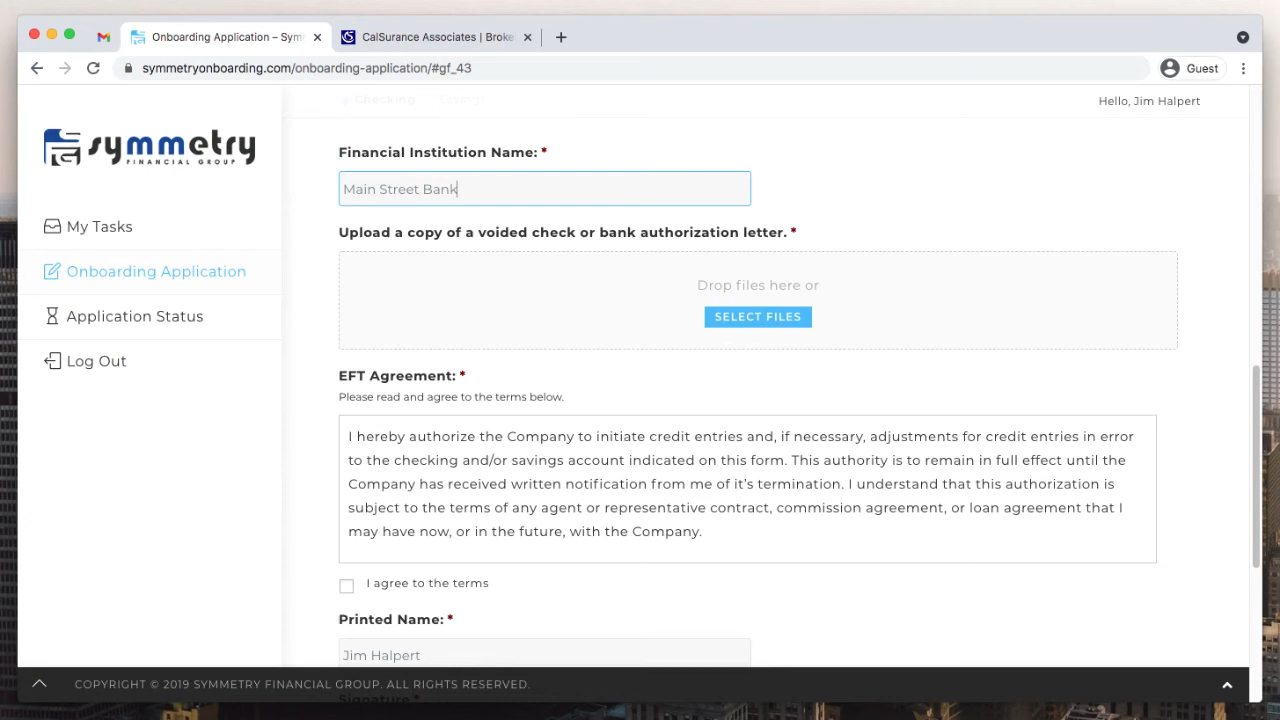 Onboarding Application – Sym
CalSurance Associates | Broke
symmetryonboarding.com/onboarding-application/#gf_43
Guest
Checking Savings
Hello, Jim Halpert
symmetry
FINANCIAL GROUP
My Tasks
Onboarding Application
Application Status
Log Out
Financial Institution Name: *
Main Street Bank
Upload a copy of a voided check or bank authorization letter. *
Drop files here or
SELECT FILES
EFT Agreement: *
Please read and agree to the terms below.
I hereby authorize the Company to initiate credit entries and, if necessary, adjustments for credit entries in error
to the checking and/or savings account indicated on this form. This authority is to remain in full effect until the
Company has received written notification from me of it's termination. I understand that this authorization is
subject to the terms of any agent or representative contract, commission agreement, or loan agreement that I
may have now, or in the future, with the Company.
I agree to the terms
Printed Name: *
Jim Halpert
Signature *
COPYRIGHT © 2019 SYMMETRY FINANCIAL GROUP. ALL RIGHTS RESERVED.